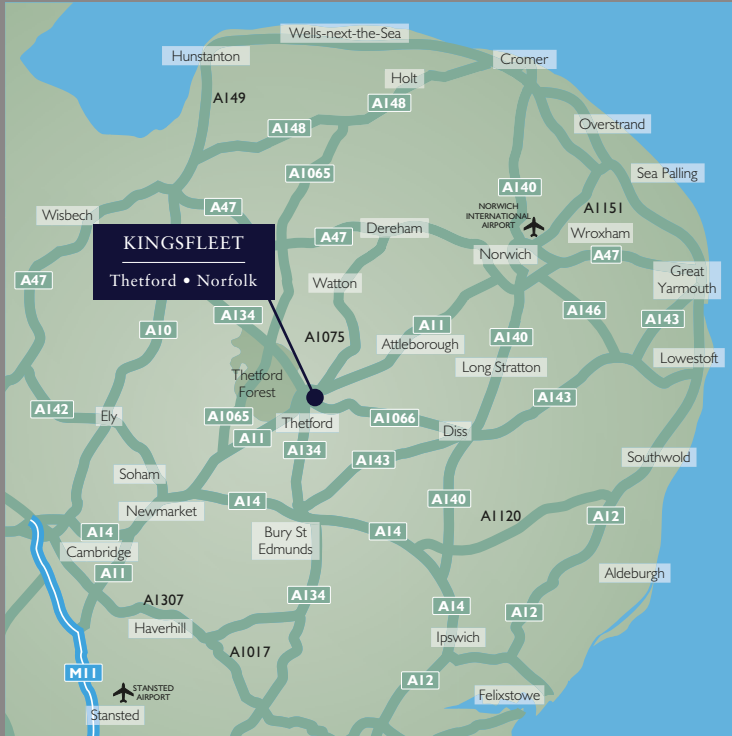 Wells-next-the-Sea
Hunstanton
Cromer
Holt
A149
A148
A148
Overstrand
A1065
Sea Palling
A140
A47
Wisbech
NORWICH
INTERNATIONAL
AIRPORT
A1151
Dereham
Wroxham
A47
KINGSFLEET
Thetford • Norfolk
Norwich
A47
A47
Watton
Great
Yarmouth
A134
A146
A143
A10
A11
A1075
A140
Attleborough
Lowestoft
Long Stratton
Thetford
Forest
A143
A142
Ely
A1065
A1066
Thetford
Diss
A11
A134
A143
Southwold
Soham
A14
A140
Newmarket
A1120
A12
A14
Bury St
Edmunds
A14
Cambridge
A11
Aldeburgh
A1307
A134
A14
A12
Haverhill
Ipswich
A1017
M11
A12
STANSTED
AIRPORT
Felixstowe
Stansted